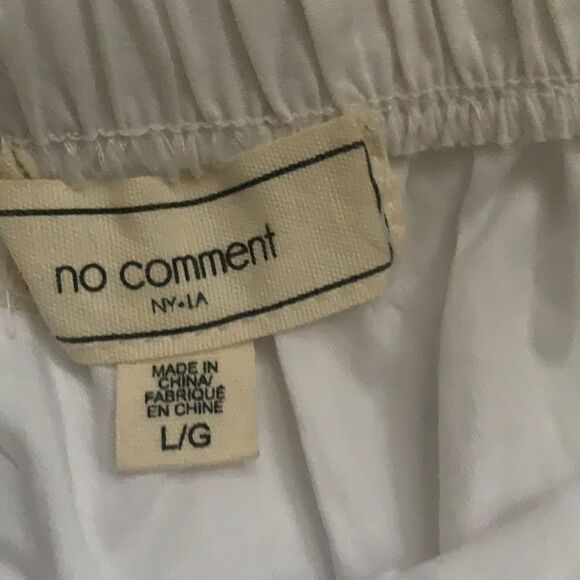 no comment
NY•LA
MADE IN
CHINA/
FABRIQUÉ
EN CHINE
L/G